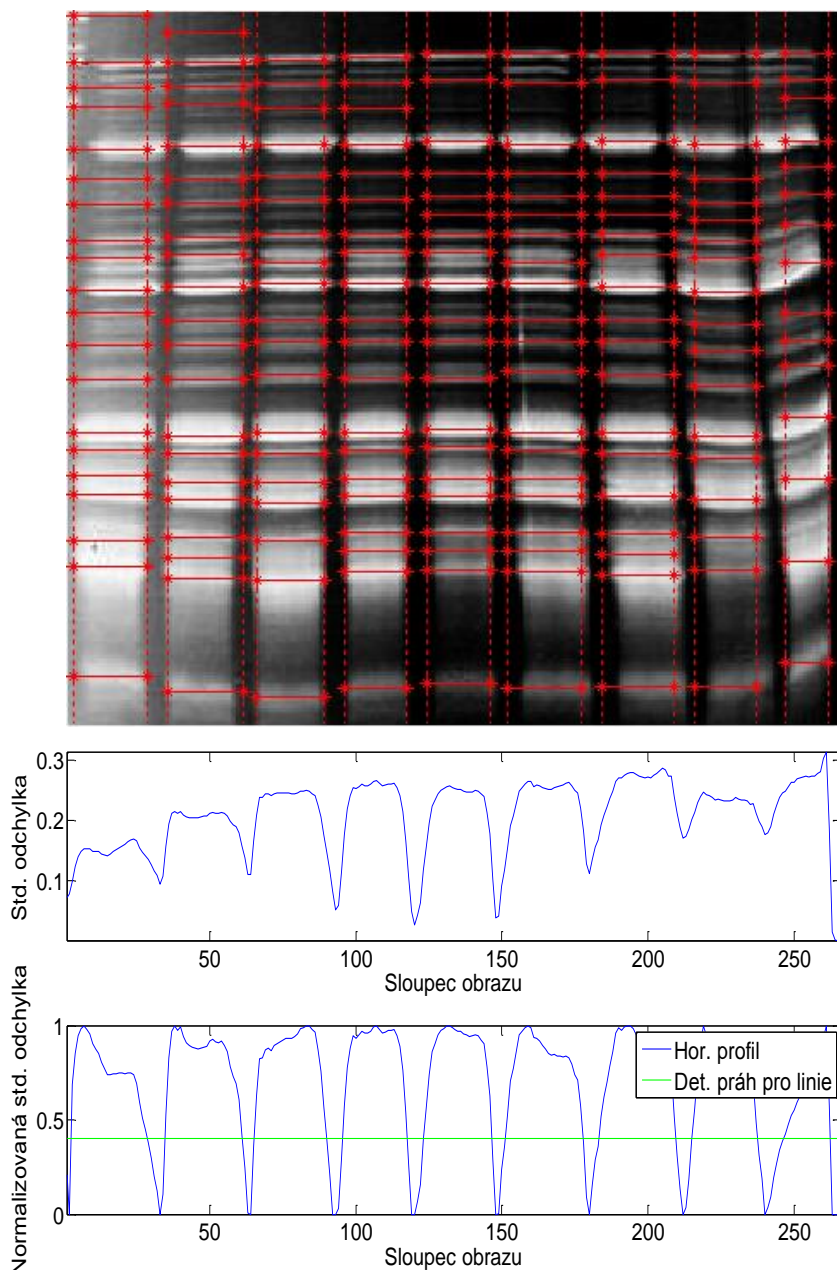 0.3
0.2
0.1
Std. odchylka
50
100
150
200
250
Sloupec obrazu
1
0.5
0
Normalizovaná std. odchylka
Hor. profil
Det. práh pro linie
50
100
150
200
250
Sloupec obrazu